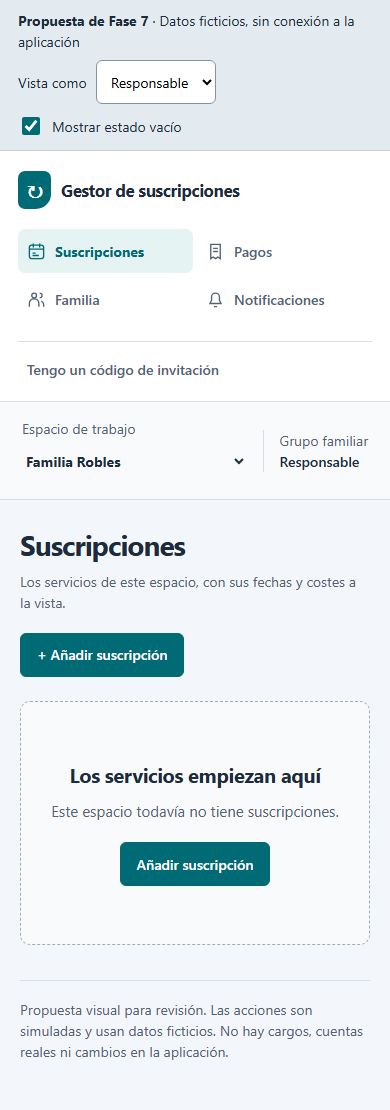 Propuesta de Fase 7 · Datos ficticios, sin conexión a la
aplicación
Vista como
Responsable
Mostrar estado vacío
Gestor de suscripciones
Suscripciones
Pagos
Familia
Notificaciones
Tengo un código de invitación
Espacio de trabajo
Familia Robles
Grupo familiar
Responsable
Suscripciones
Los servicios de este espacio, con sus fechas y costes a
la vista.
+ Añadir suscripción
Los servicios empiezan aquí
Este espacio todavía no tiene suscripciones.
Añadir suscripción
Propuesta visual para revisión. Las acciones son
simuladas y usan datos ficticios. No hay cargos, cuentas
reales ni cambios en la aplicación.